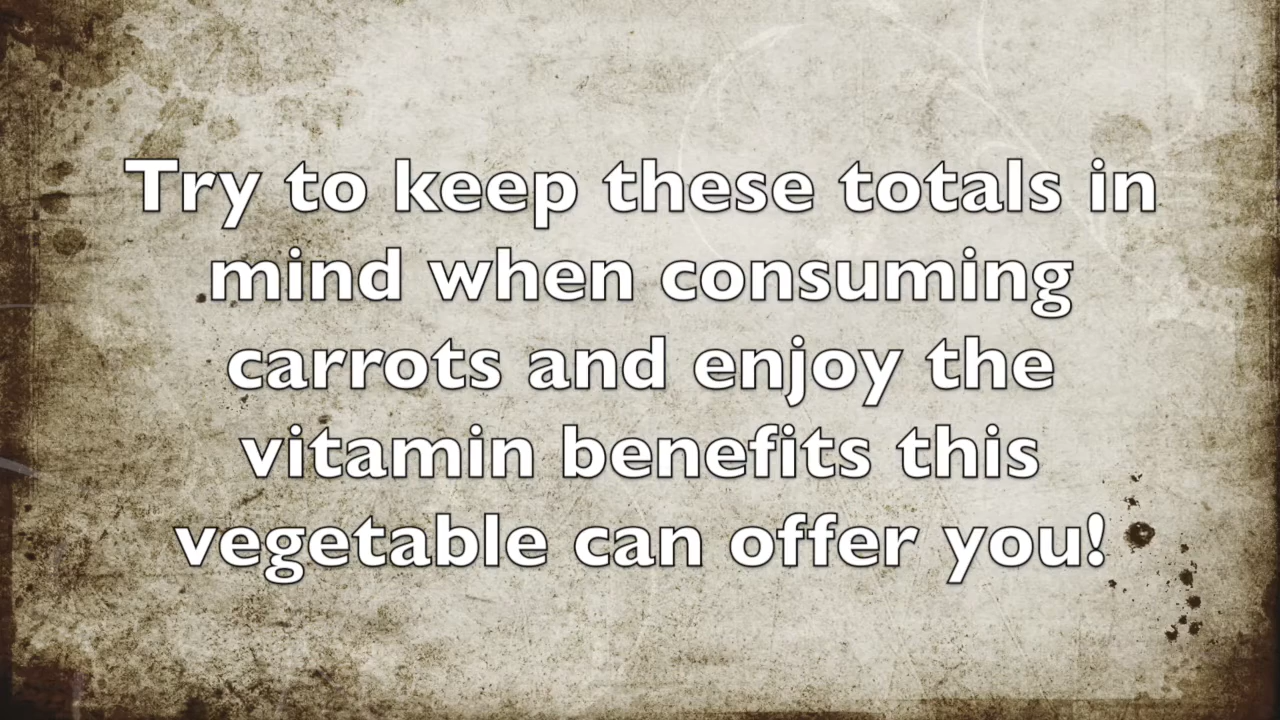 Try to keep these totals in
mind when consuming
carrots and enjoy the
vitamin benefits this
vegetable can offer you!